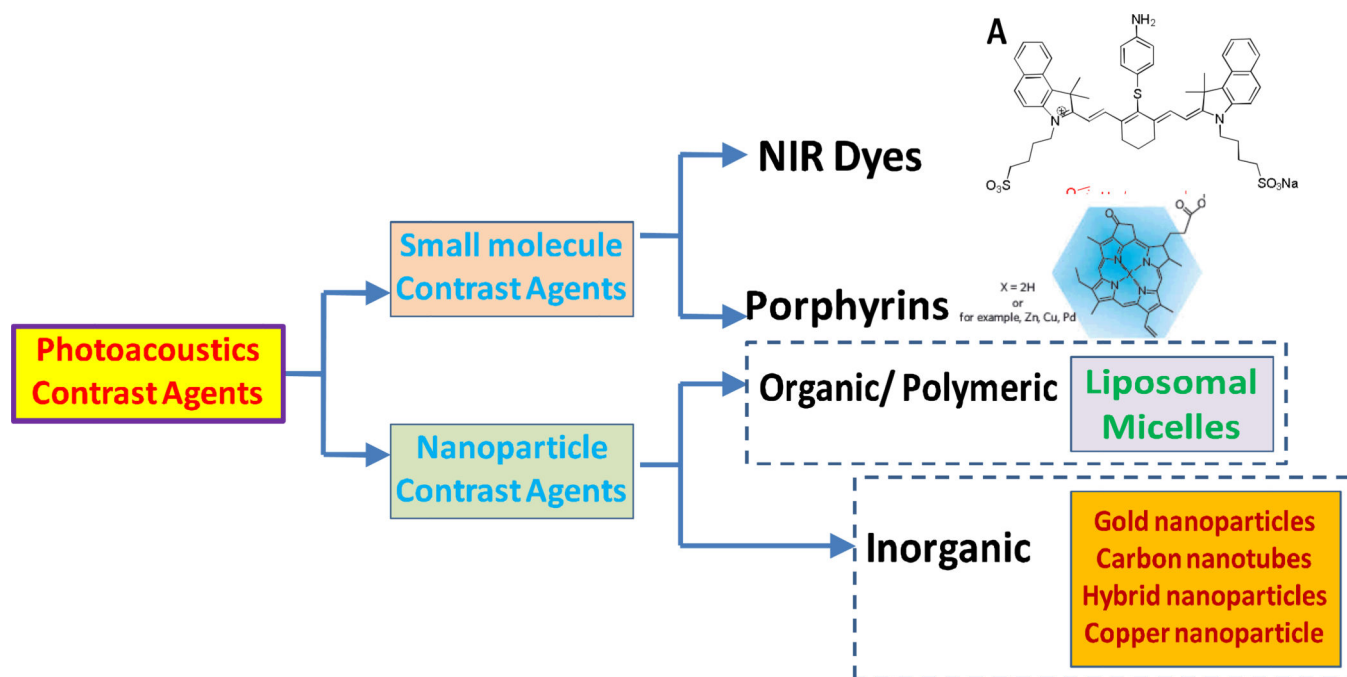 Photoacoustics
Contrast Agents
Small molecule
Contrast Agents
Nanoparticle
Contrast Agents
NIR Dyes
A
NH₂
S
N
N
O₃S
SO₃Na
Porphyrins
X = 2H
or
for example, Zn, Cu, Pd
O
O
N
N
N
N
X
Organic/ Polymeric
Liposomal
Micelles
Inorganic
Gold nanoparticles
Carbon nanotubes
Hybrid nanoparticles
Copper nanoparticle